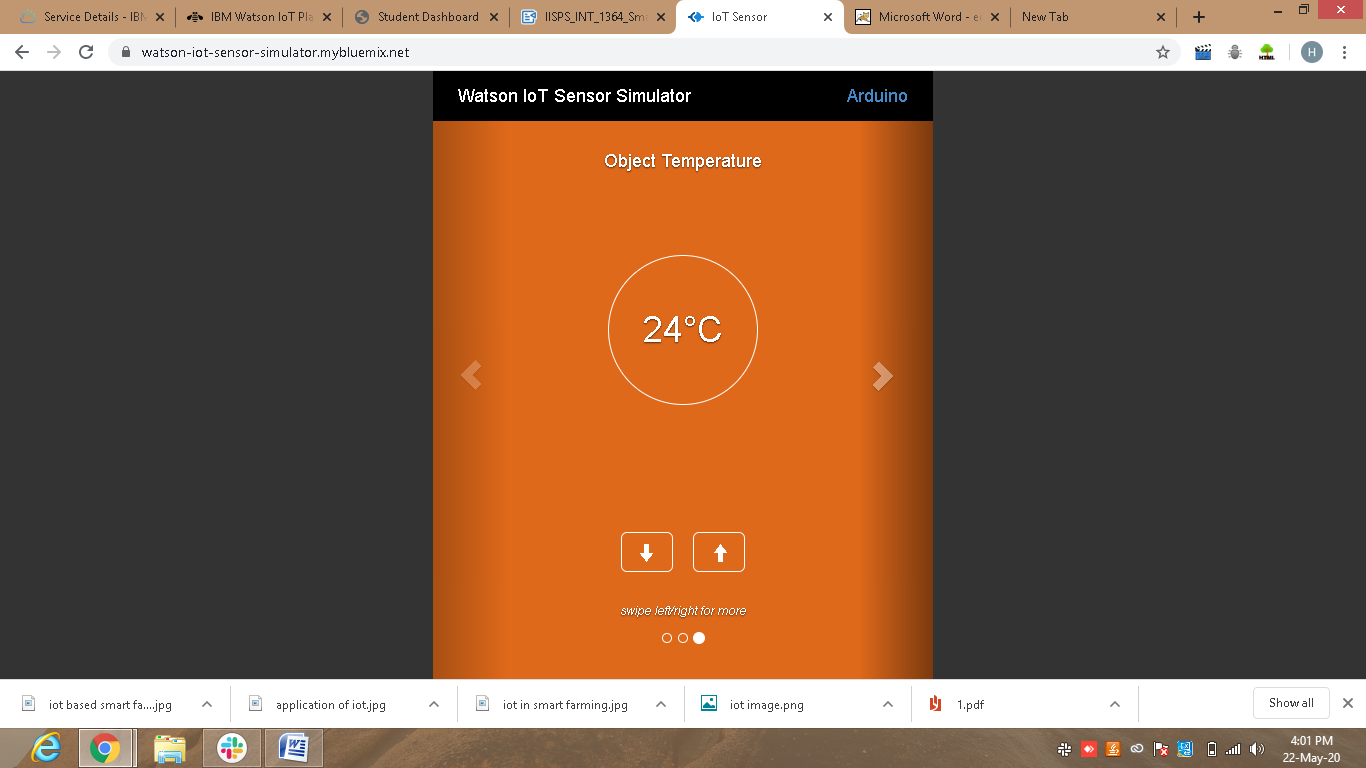 Service Details - IBM
IBM Watson IoT Pla
Student Dashboard
IISPS_INT_1364_Sm
IoT Sensor
Microsoft Word - e
New Tab
watson-iot-sensor-simulator.mybluemix.net
H
Watson IoT Sensor Simulator
Arduino
Object Temperature
24°C
swipe left/right for more
iot based smart fa....jpg
application of iot.jpg
iot in smart farming.jpg
iot image.png
1.pdf
Show all
4:01 PM
22-May-20